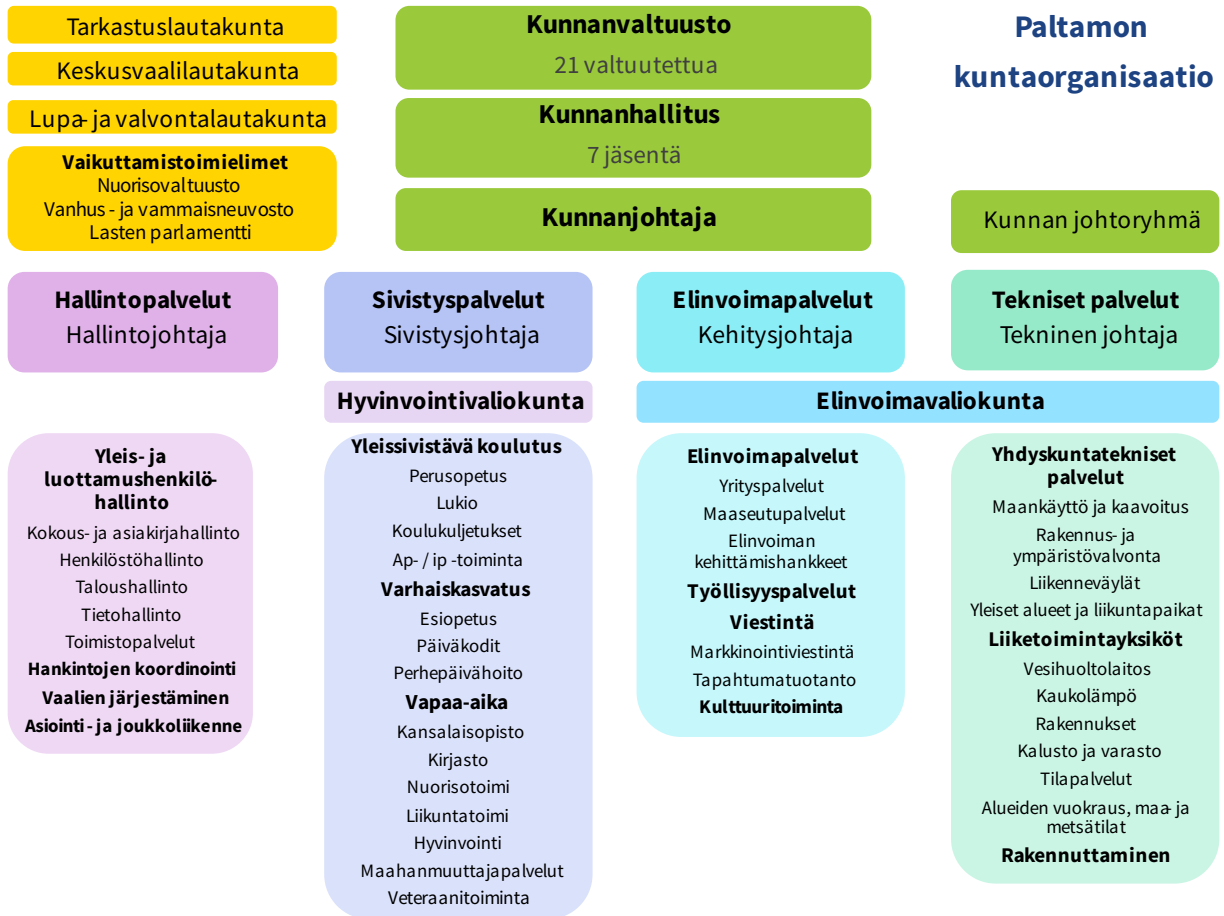 Tarkastuslautakunta
Keskusvaalilautakunta
Lupa- ja valvontalautakunta
Vaikuttamistoimielimet
Nuorisovaltuusto
Vanhus - ja vammaisneuvosto
Lasten parlamentti
Kunnanvaltuusto
21 valtuutettua
Kunnanhallitus
7 jäsentä
Kunnanjohtaja
Paltamon
kuntaorganisaatio
Kunnan johtoryhmä
Hallintopalvelut
Hallintojohtaja
Sivistyspalvelut
Sivistysjohtaja
Elinvoimapalvelut
Kehitysjohtaja
Tekniset palvelut
Tekninen johtaja
Hyvinvointivaliokunta
Elinvoimavaliokunta
Yleis- ja
luottamushenkilö-
hallinto
Kokous- ja asiakirjahallinto
Henkilöstöhallinto
Taloushallinto
Tietohallinto
Toimistopalvelut
Hankintojen koordinointi
Vaalien järjestäminen
Asiointi - ja joukkoliikenne
Yleissivistävä koulutus
Perusopetus
Lukio
Koulukuljetukset
Ap- / ip -toiminta
Varhaiskasvatus
Esiopetus
Päiväkodit
Perhepäivähoito
Vapaa-aika
Kansalaisopisto
Kirjasto
Nuorisotoimi
Liikuntatoimi
Hyvinvointi
Maahanmuuttajapalvelut
Veteraanitoiminta
Elinvoimapalvelut
Yrityspalvelut
Maaseutupalvelut
Elinvoiman
kehittämishankkeet
Työllisyyspalvelut
Viestintä
Markkinointiviestintä
Tapahtumatuotanto
Kulttuuritoiminta
Yhdyskuntatekniset
palvelut
Maankäyttö ja kaavoitus
Rakennus- ja
ympäristövalvonta
Liikenneväylät
Yleiset alueet ja liikuntapaikat
Liiketoimintayksiköt
Vesihuoltolaitos
Kaukolämpö
Rakennukset
Kalusto ja varasto
Tilapalvelut
Alueiden vuokraus, maa- ja
metsätilat
Rakennuttaminen